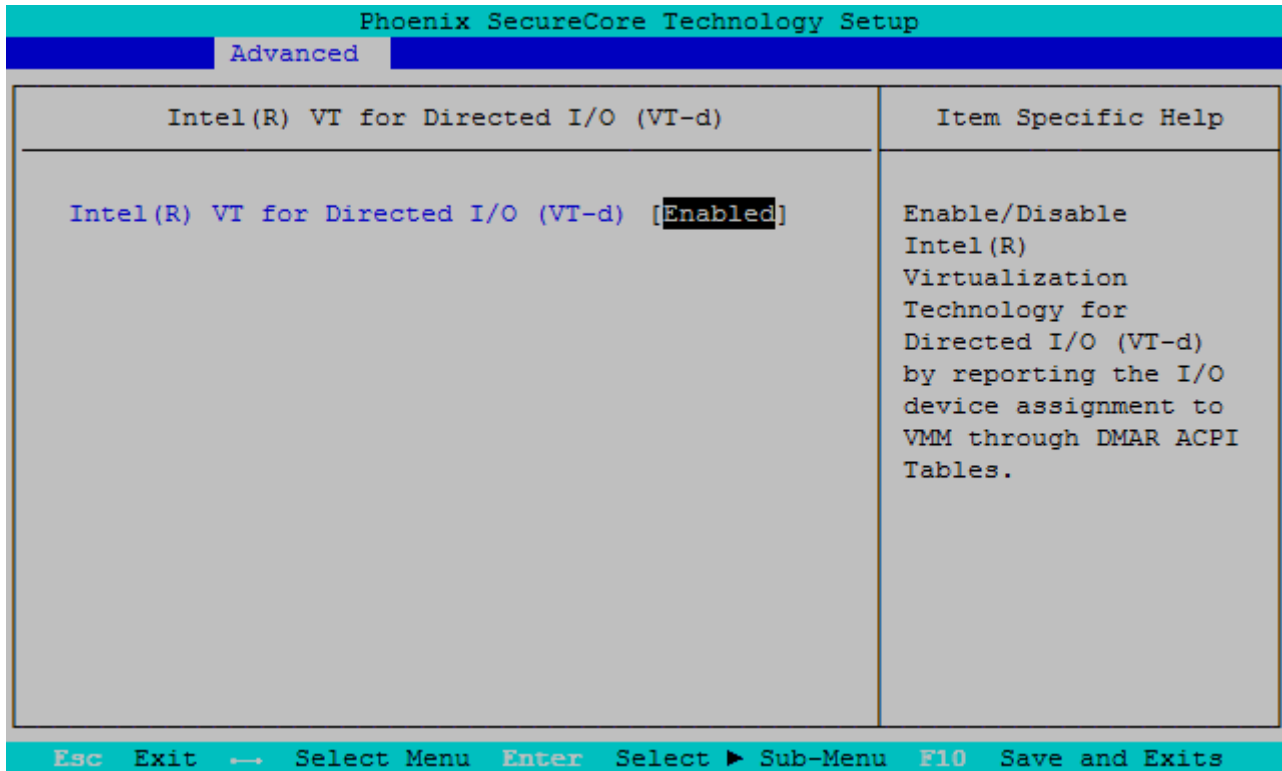 Phoenix SecureCore Technology Setup
Advanced
Intel(R) VT for Directed I/O (VT-d)
Item Specific Help
Intel(R) VT for Directed I/O (VT-d) [Enabled]
Enable/Disable
Intel(R)
Virtualization
Technology for
Directed I/O (VT-d)
by reporting the I/O
device assignment to
VMM through DMAR ACPI
Tables.
Esc Exit ←→ Select Menu Enter Select ▶ Sub-Menu F10 Save and Exits